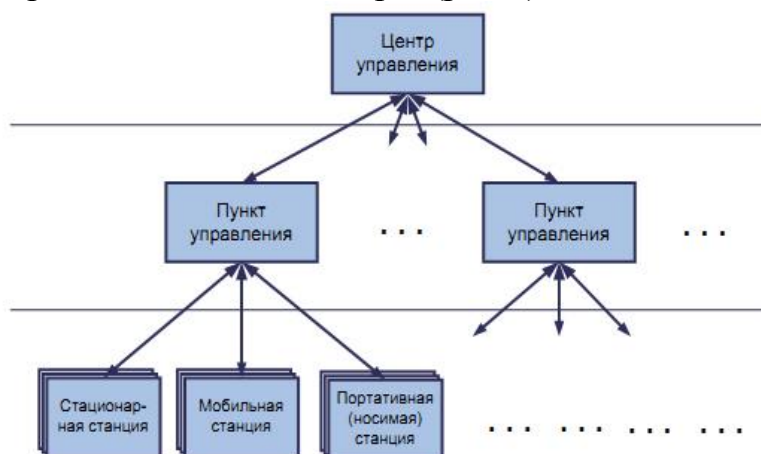 Центр
управления
Пункт
управления
. . .
Пункт
управления
. . .
Стационар-
ная станция
Мобильная
станция
Портативная
(носимая)
станция
. . . . . . . . . . . .